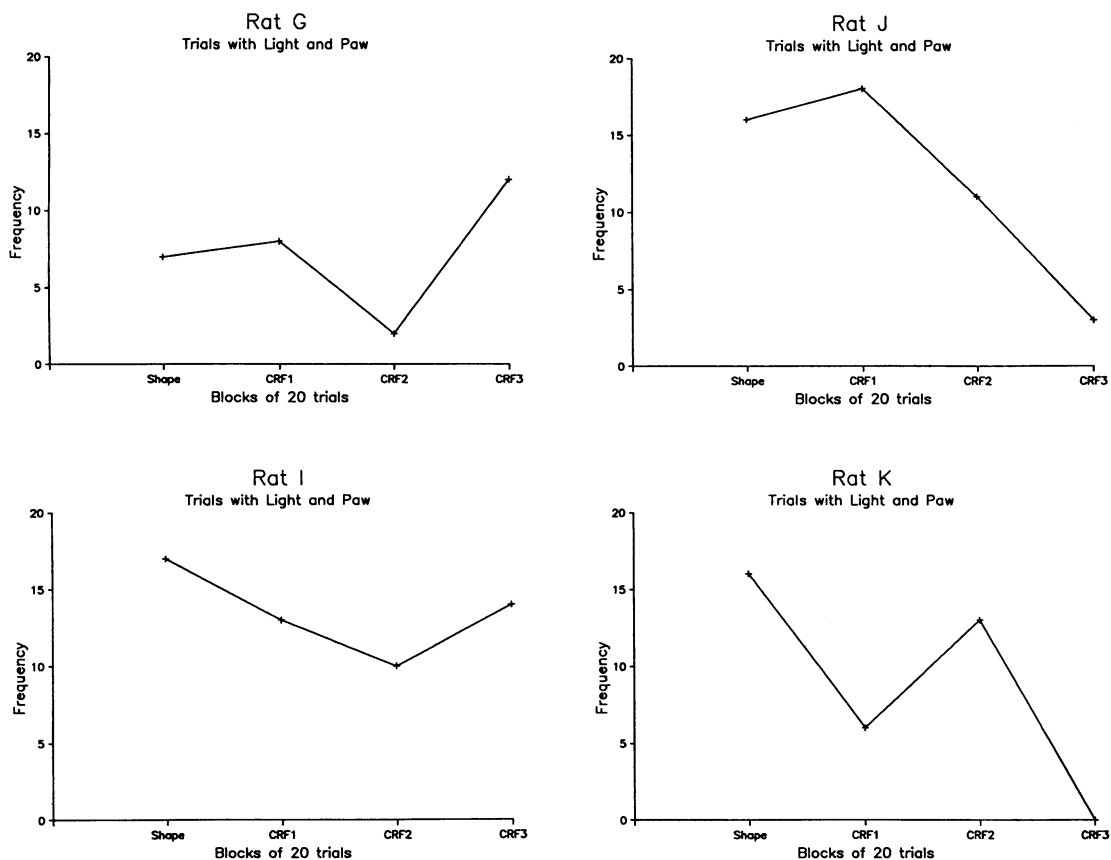 Rat G
Trials with Light and Paw
20
15
10
5
0
Frequency
Shape CRF1 CRF2 CRF3
Blocks of 20 trials
Rat J
Trials with Light and Paw
20
15
10
5
0
Frequency
Shape CRF1 CRF2 CRF3
Blocks of 20 trials
Rat I
Trials with Light and Paw
20
15
10
5
0
Frequency
Shape CRF1 CRF2 CRF3
Blocks of 20 trials
Rat K
Trials with Light and Paw
20
15
10
5
0
Frequency
Shape CRF1 CRF2 CRF3
Blocks of 20 trials